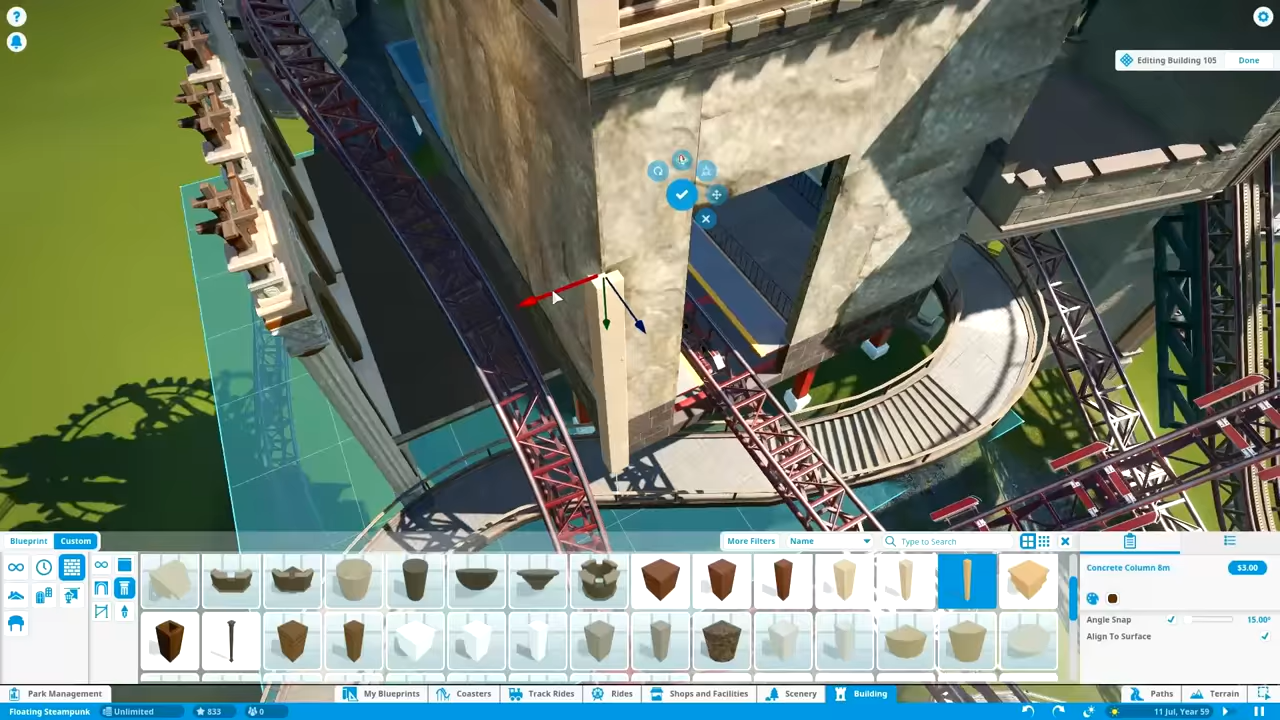 ?
Editing Building 105 Done
Blueprint Custom More Filters Name Type to Search
Concrete Column 8m $3.00
Angle Snap 15.00°
Align To Surface
Park Management My Blueprints Coasters Track Rides Rides Shops and Facilities Scenery Building Paths Terrain
Floating Steampunk Unlimited 833 0 11 Jul, Year 59